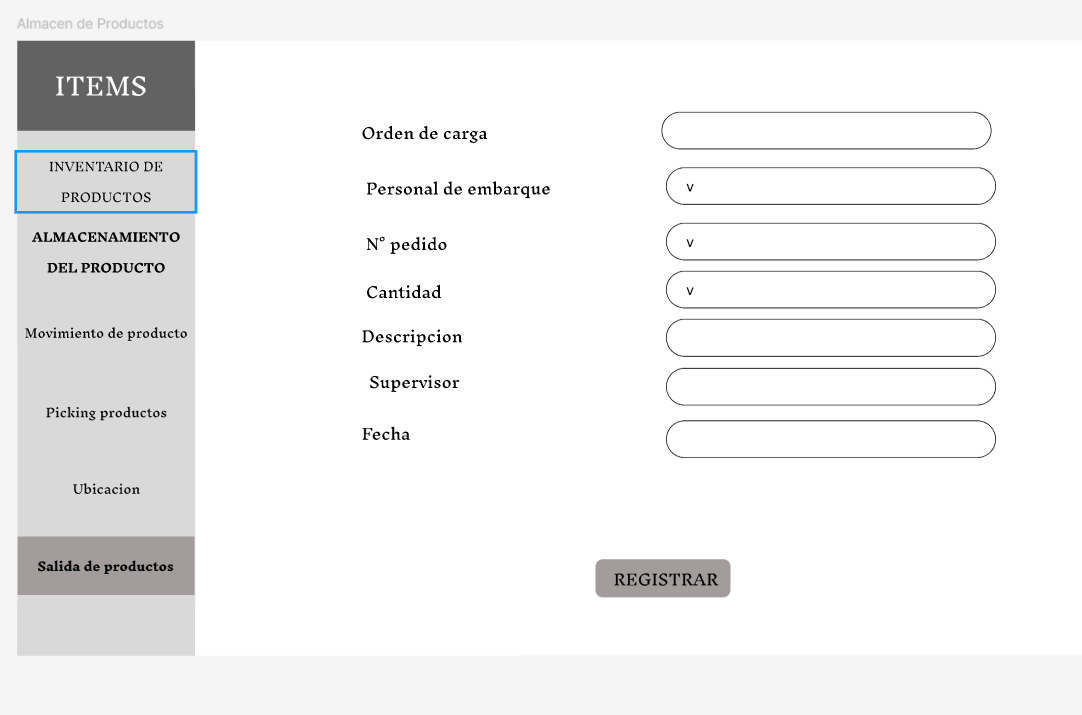 Almacen de Productos
ITEMS
INVENTARIO DE
PRODUCTOS
ALMACENAMIENTO
DEL PRODUCTO
Movimiento de producto
Picking productos
Ubicacion
Salida de productos
Orden de carga
Personal de embarque
v
N° pedido
v
Cantidad
v
Descripcion
Supervisor
Fecha
REGISTRAR